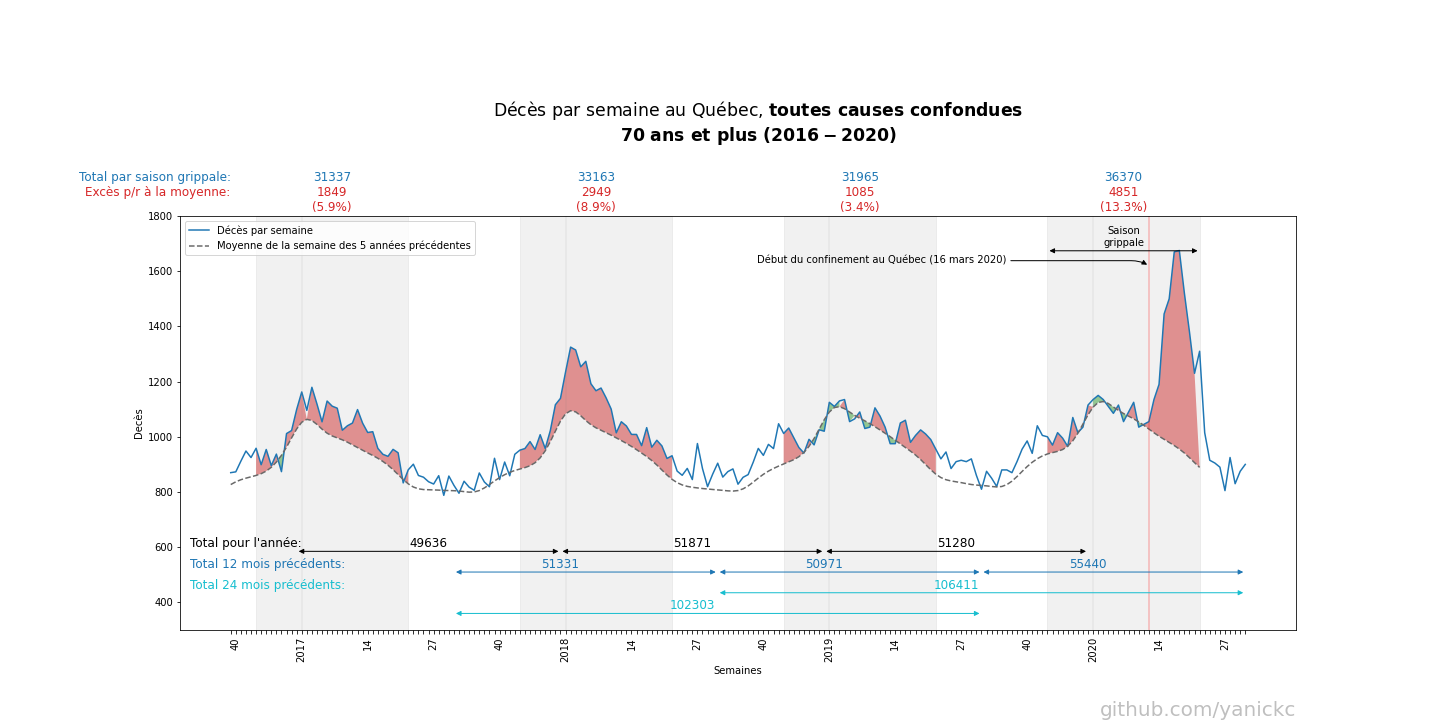 Décès par semaine au Québec, toutes causes confondues
70 ans et plus (2016 – 2020)
Total par saison grippale: 31337 33163 31965 36370
Excès p/r à la moyenne: 1849 2949 1085 4851
(5.9%) (8.9%) (3.4%) (13.3%)
Décès par semaine
Moyenne de la semaine des 5 années précédentes
Saison
grippale
Début du confinement au Québec (16 mars 2020)
1800
1600
1400
1200
1000
800
600
400
Decès
Total pour l'année: 49636 51871 51280
Total 12 mois précédents: 51331 50971 55440
Total 24 mois précédents: 106411
102303
40 2017 14 27 40 2018 14 27 40 2019 14 27 40 2020 14 27
Semaines
github.com/yanickc